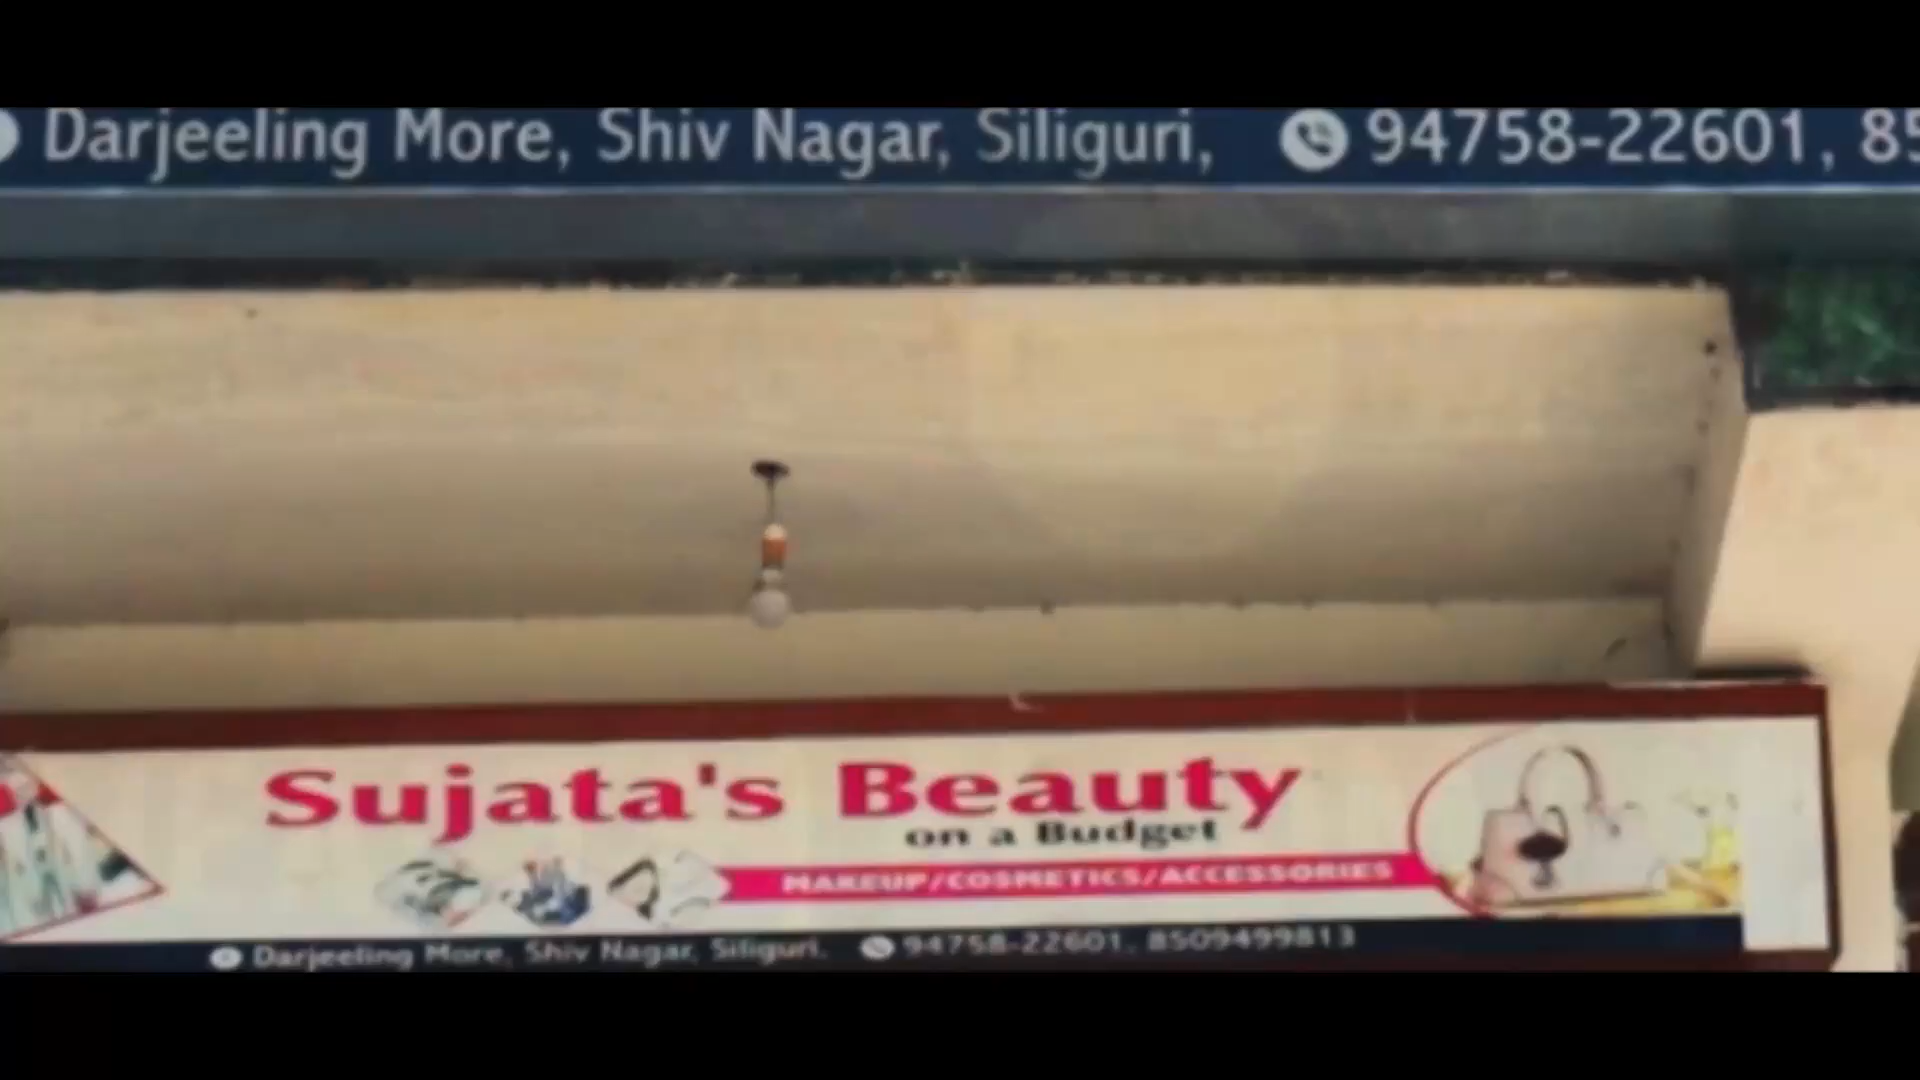 Darjeeling More, Shiv Nagar, Siliguri, 94758-22601, 85
Sujata's Beauty
on a Budget
MAKEUP/COSMETICS/ACCESSORIES
Darjeeling More, Shiv Nagar, Siliguri. 94758-22601. 8509499813